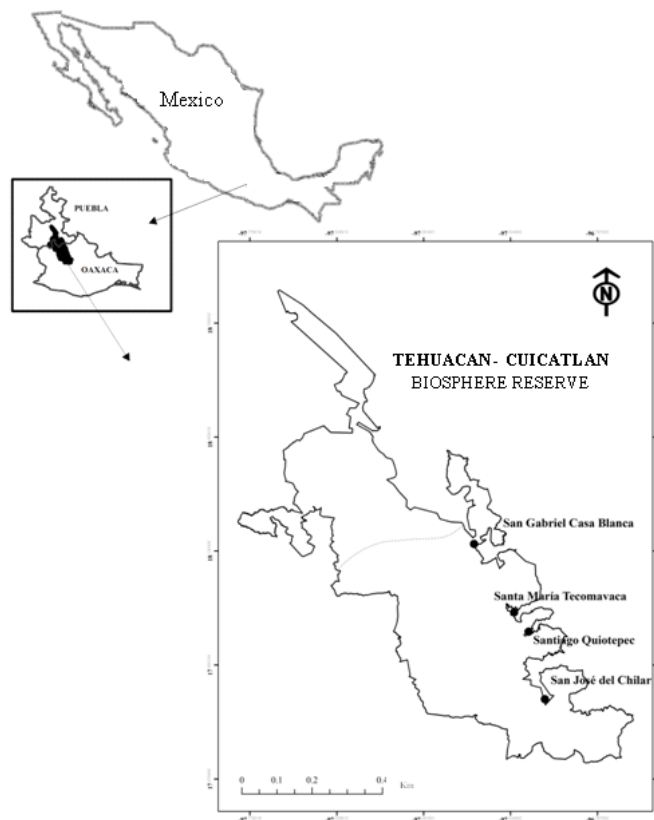 Mexico
PUEBLA
OAXACA
N
TEHUACAN- CUICATLAN
BIOSPHERE RESERVE
San Gabriel Casa Blanca
Santa María Tecomavaca
Santiago Quiotepec
San José del Chilar
0 0.1 0.2 0.4
Km